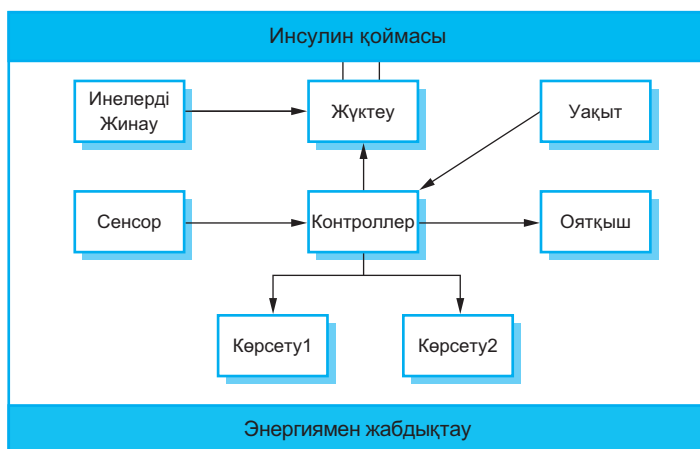 Инсулин қоймасы
Инелерді
Жинау
Жүктеу
Уақыт
Сенсор
Контроллер
Оятқыш
Көрсету1
Көрсету2
Энергиямен жабдықтау